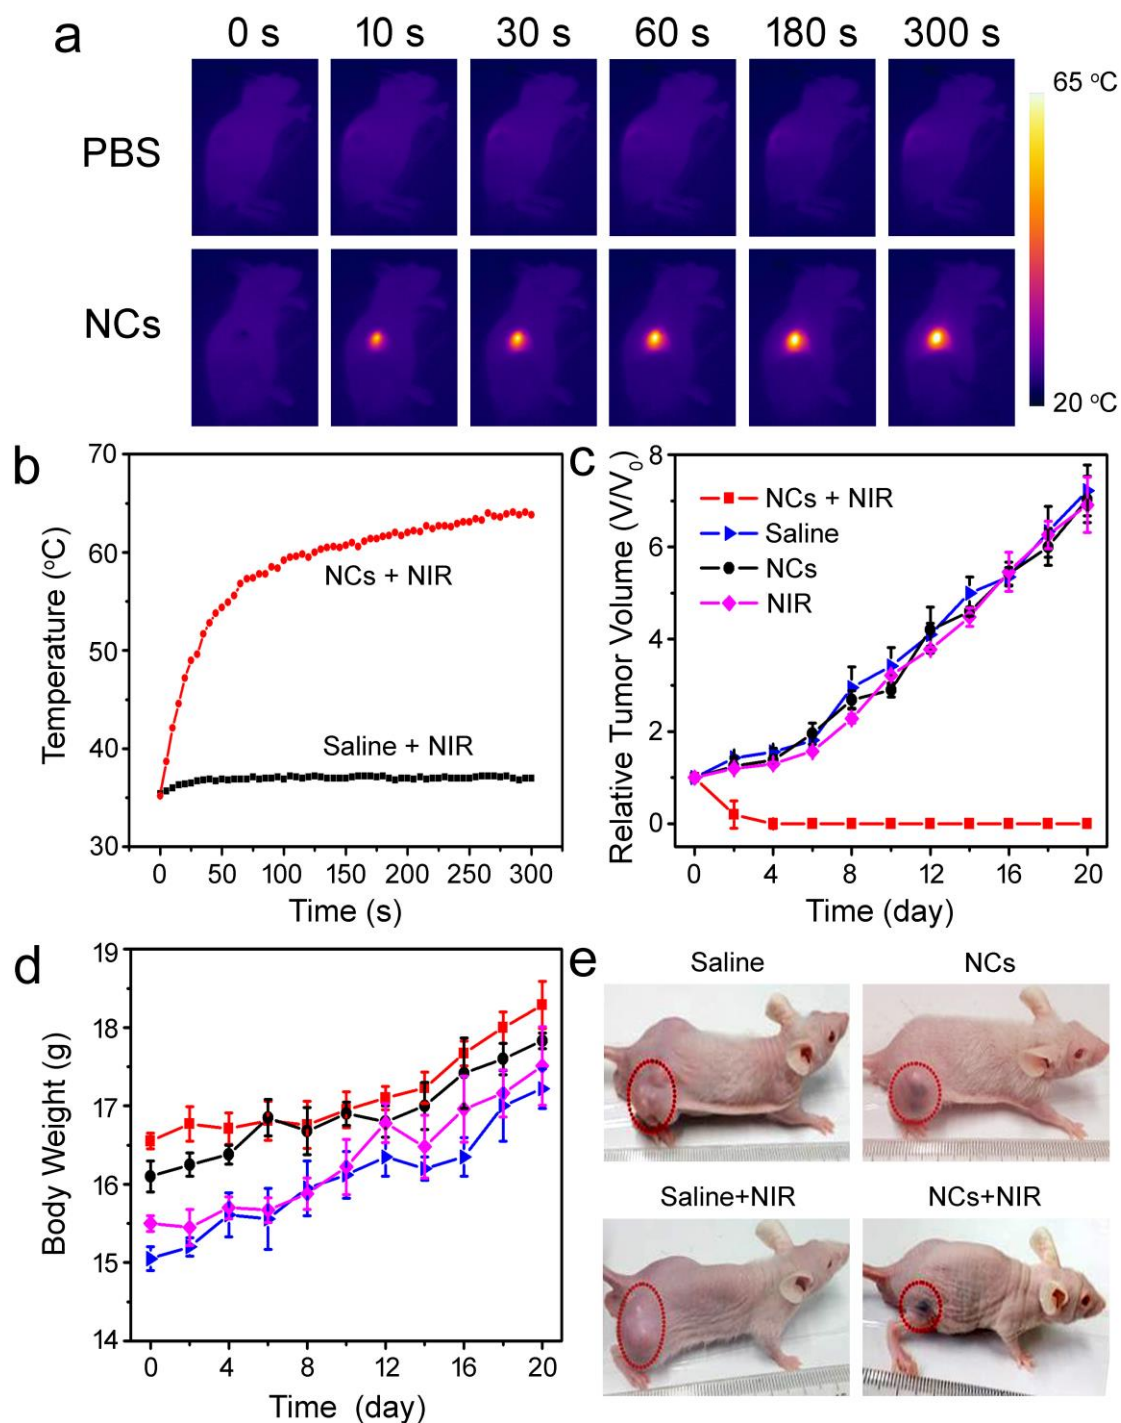 a
0 s 10 s 30 s 60 s 180 s 300 s
PBS
NCs
65 °C
20 °C
b
70
60
50
40
30
Temperature (°C)
NCs + NIR
Saline + NIR
0 50 100 150 200 250 300
Time (s)
c
8
6
4
2
0
Relative Tumor Volume (V/V₀)
NCs + NIR
Saline
NCs
NIR
0 4 8 12 16 20
Time (day)
d
19
18
17
16
15
14
Body Weight (g)
0 4 8 12 16 20
Time (day)
e
Saline NCs
Saline+NIR NCs+NIR